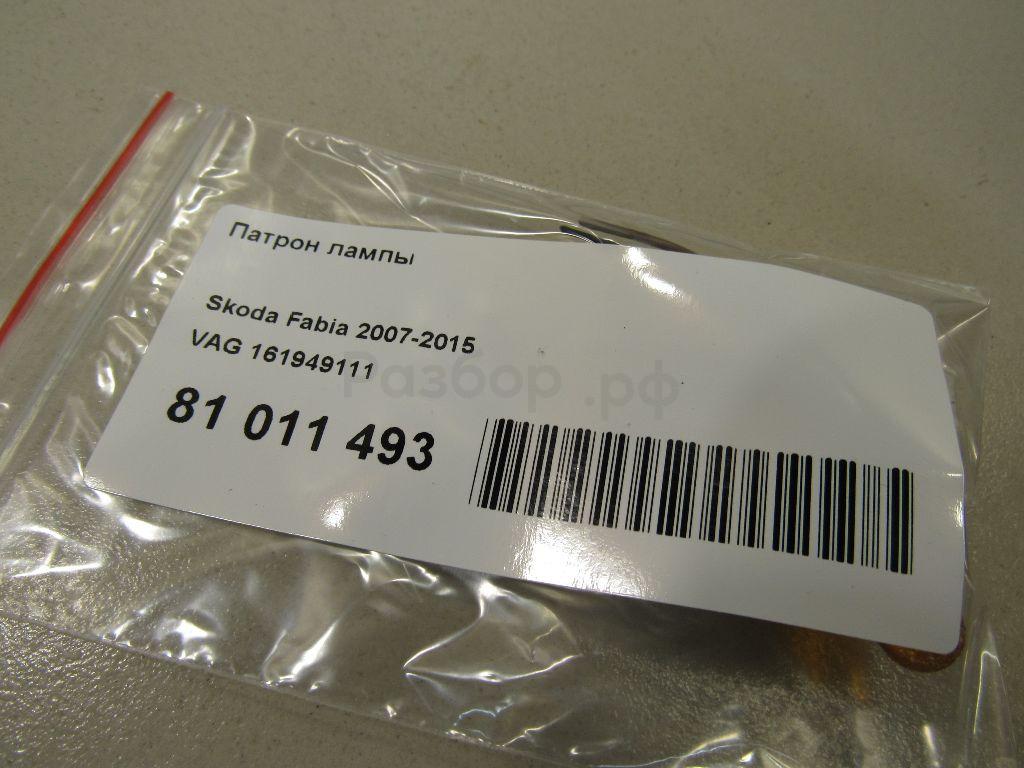 Патрон лампы
Skoda Fabia 2007-2015
VAG 161949111
Разбор.рф
81 011 493